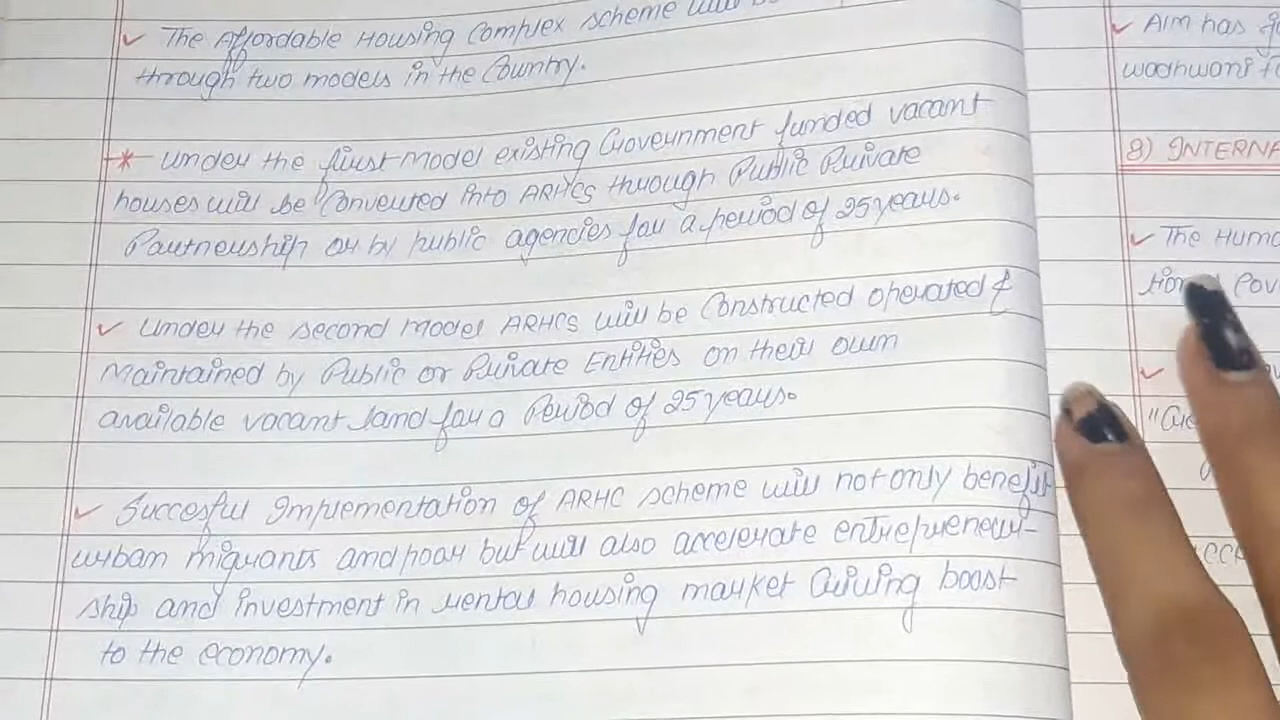 The Affordable Housing Complex scheme will
through two models in the Country.
* Under the first model existing Government funded vacant
houses will be Converted into ARHCs through Public Private
Partnership or by public agencies for a period of 25 years.
Under the second model ARHCs will be Constructed operated &
Maintained by Public or Private Entities on their own
available vacant land for a Period of 25 years.
Succesful Implementation of ARHC scheme will not only benefit
urban migrants and poor but will also accelerate entrepreneur-
ship and investment in rental housing market Giving boost
to the economy.
Aim has
wadhwani
8) INTERNA
The Huma